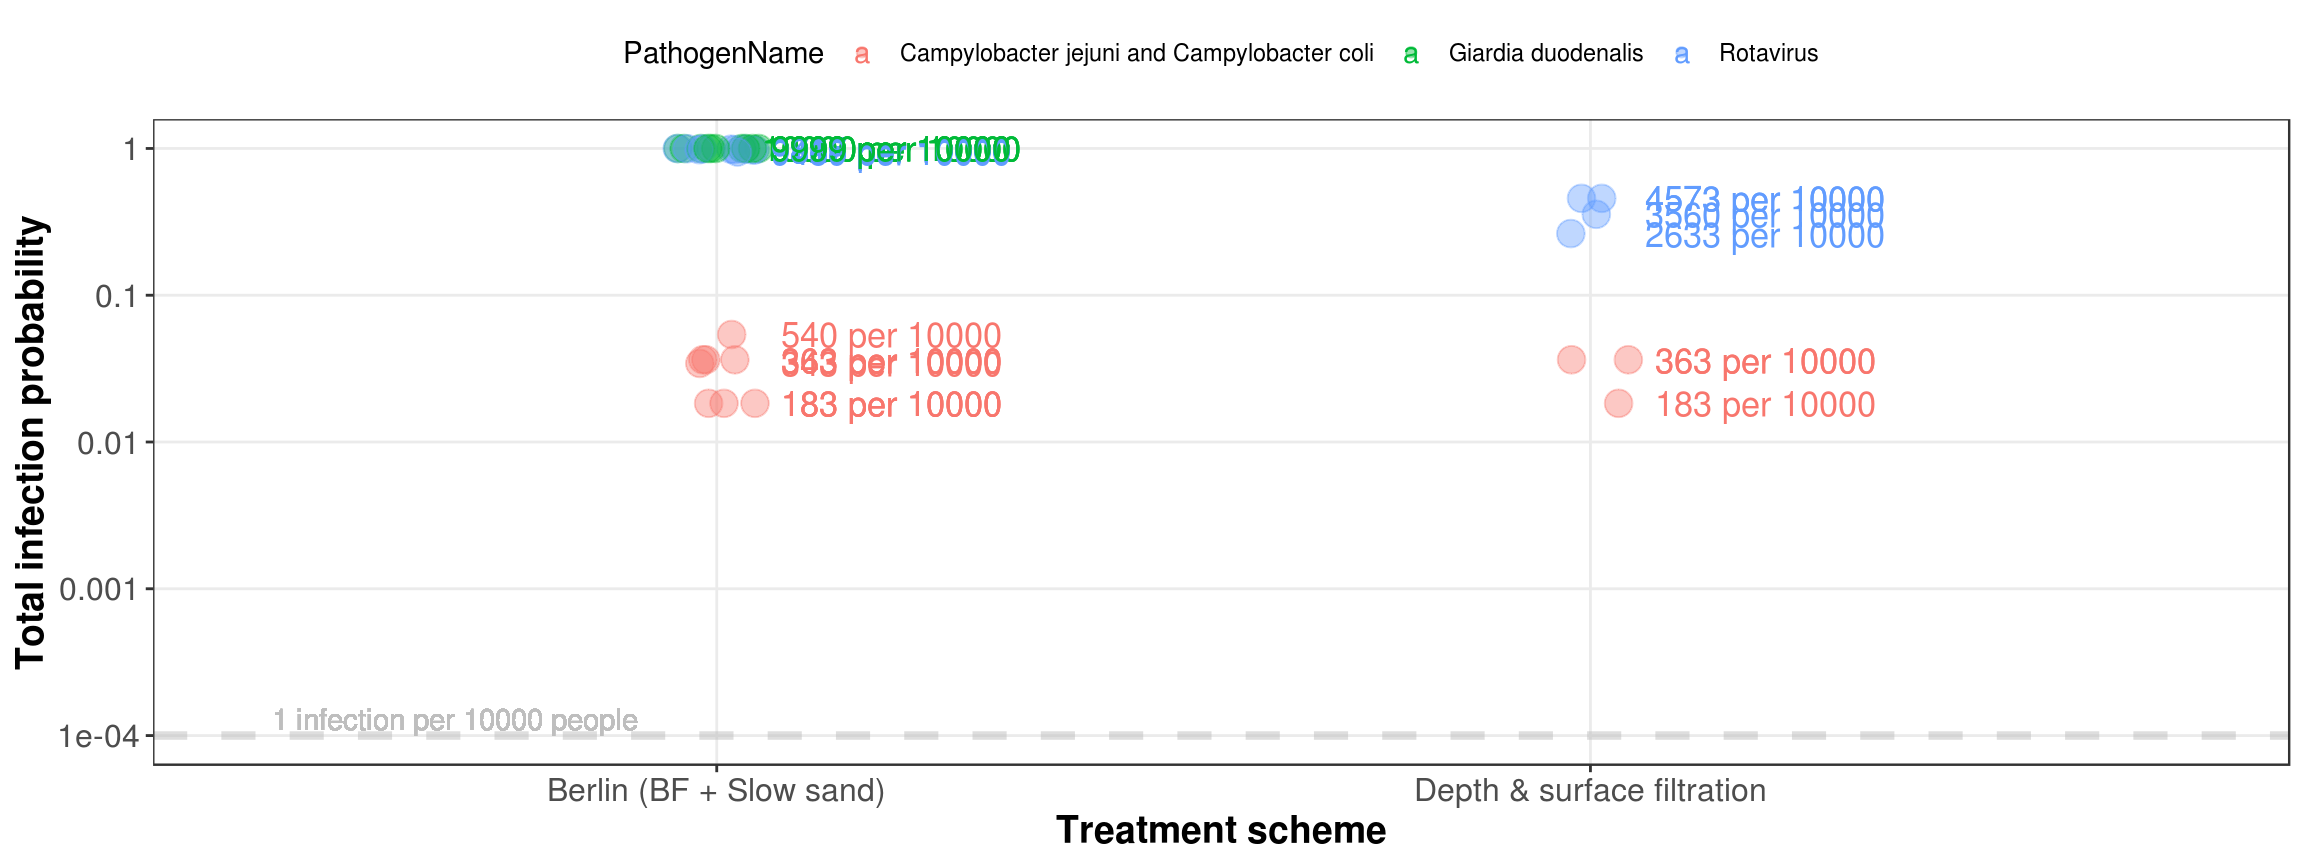 PathogenName a Campylobacter jejuni and Campylobacter coli a Giardia duodenalis a Rotavirus
Total infection probability
1
0.1
0.01
0.001
1e-04
9999 per 10000
4573 per 10000
3560 per 10000
2633 per 10000
540 per 10000
363 per 10000
343 per 10000
183 per 10000
363 per 10000
183 per 10000
1 infection per 10000 people
Berlin (BF + Slow sand)
Depth & surface filtration
Treatment scheme